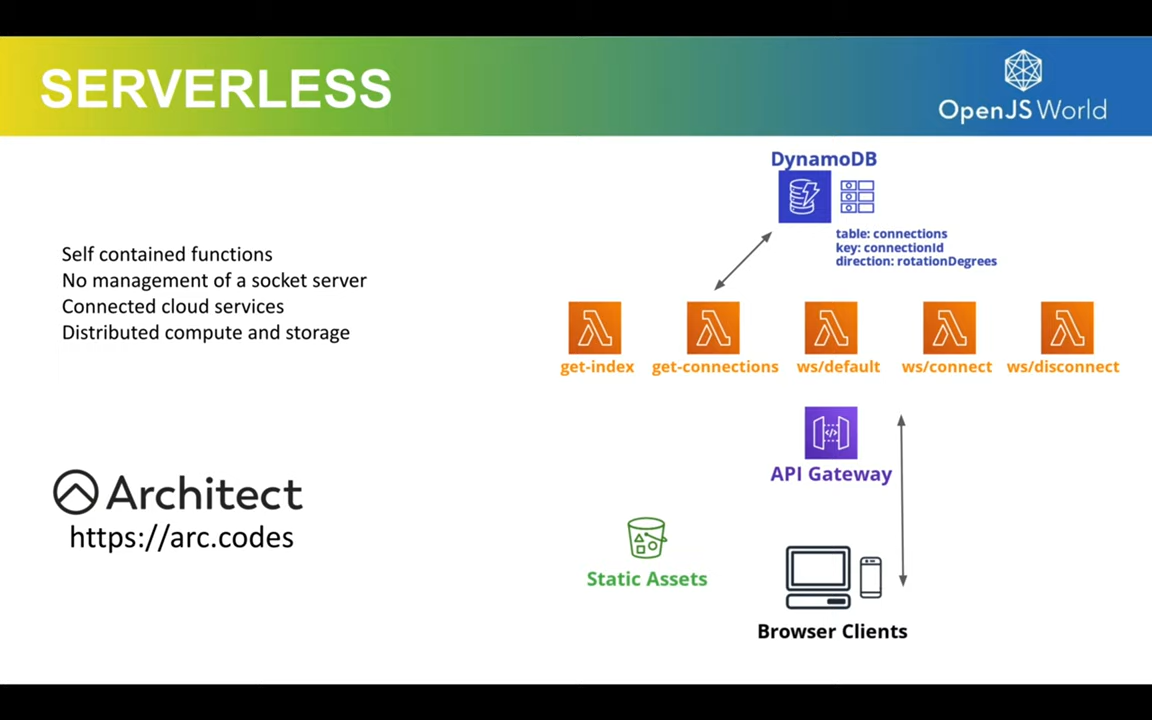 SERVERLESS
OpenJS World
Self contained functions
No management of a socket server
Connected cloud services
Distributed compute and storage
Architect
https://arc.codes
DynamoDB
table: connections
key: connectionId
direction: rotationDegrees
get-index
get-connections
ws/default
ws/connect
ws/disconnect
API Gateway
Static Assets
Browser Clients